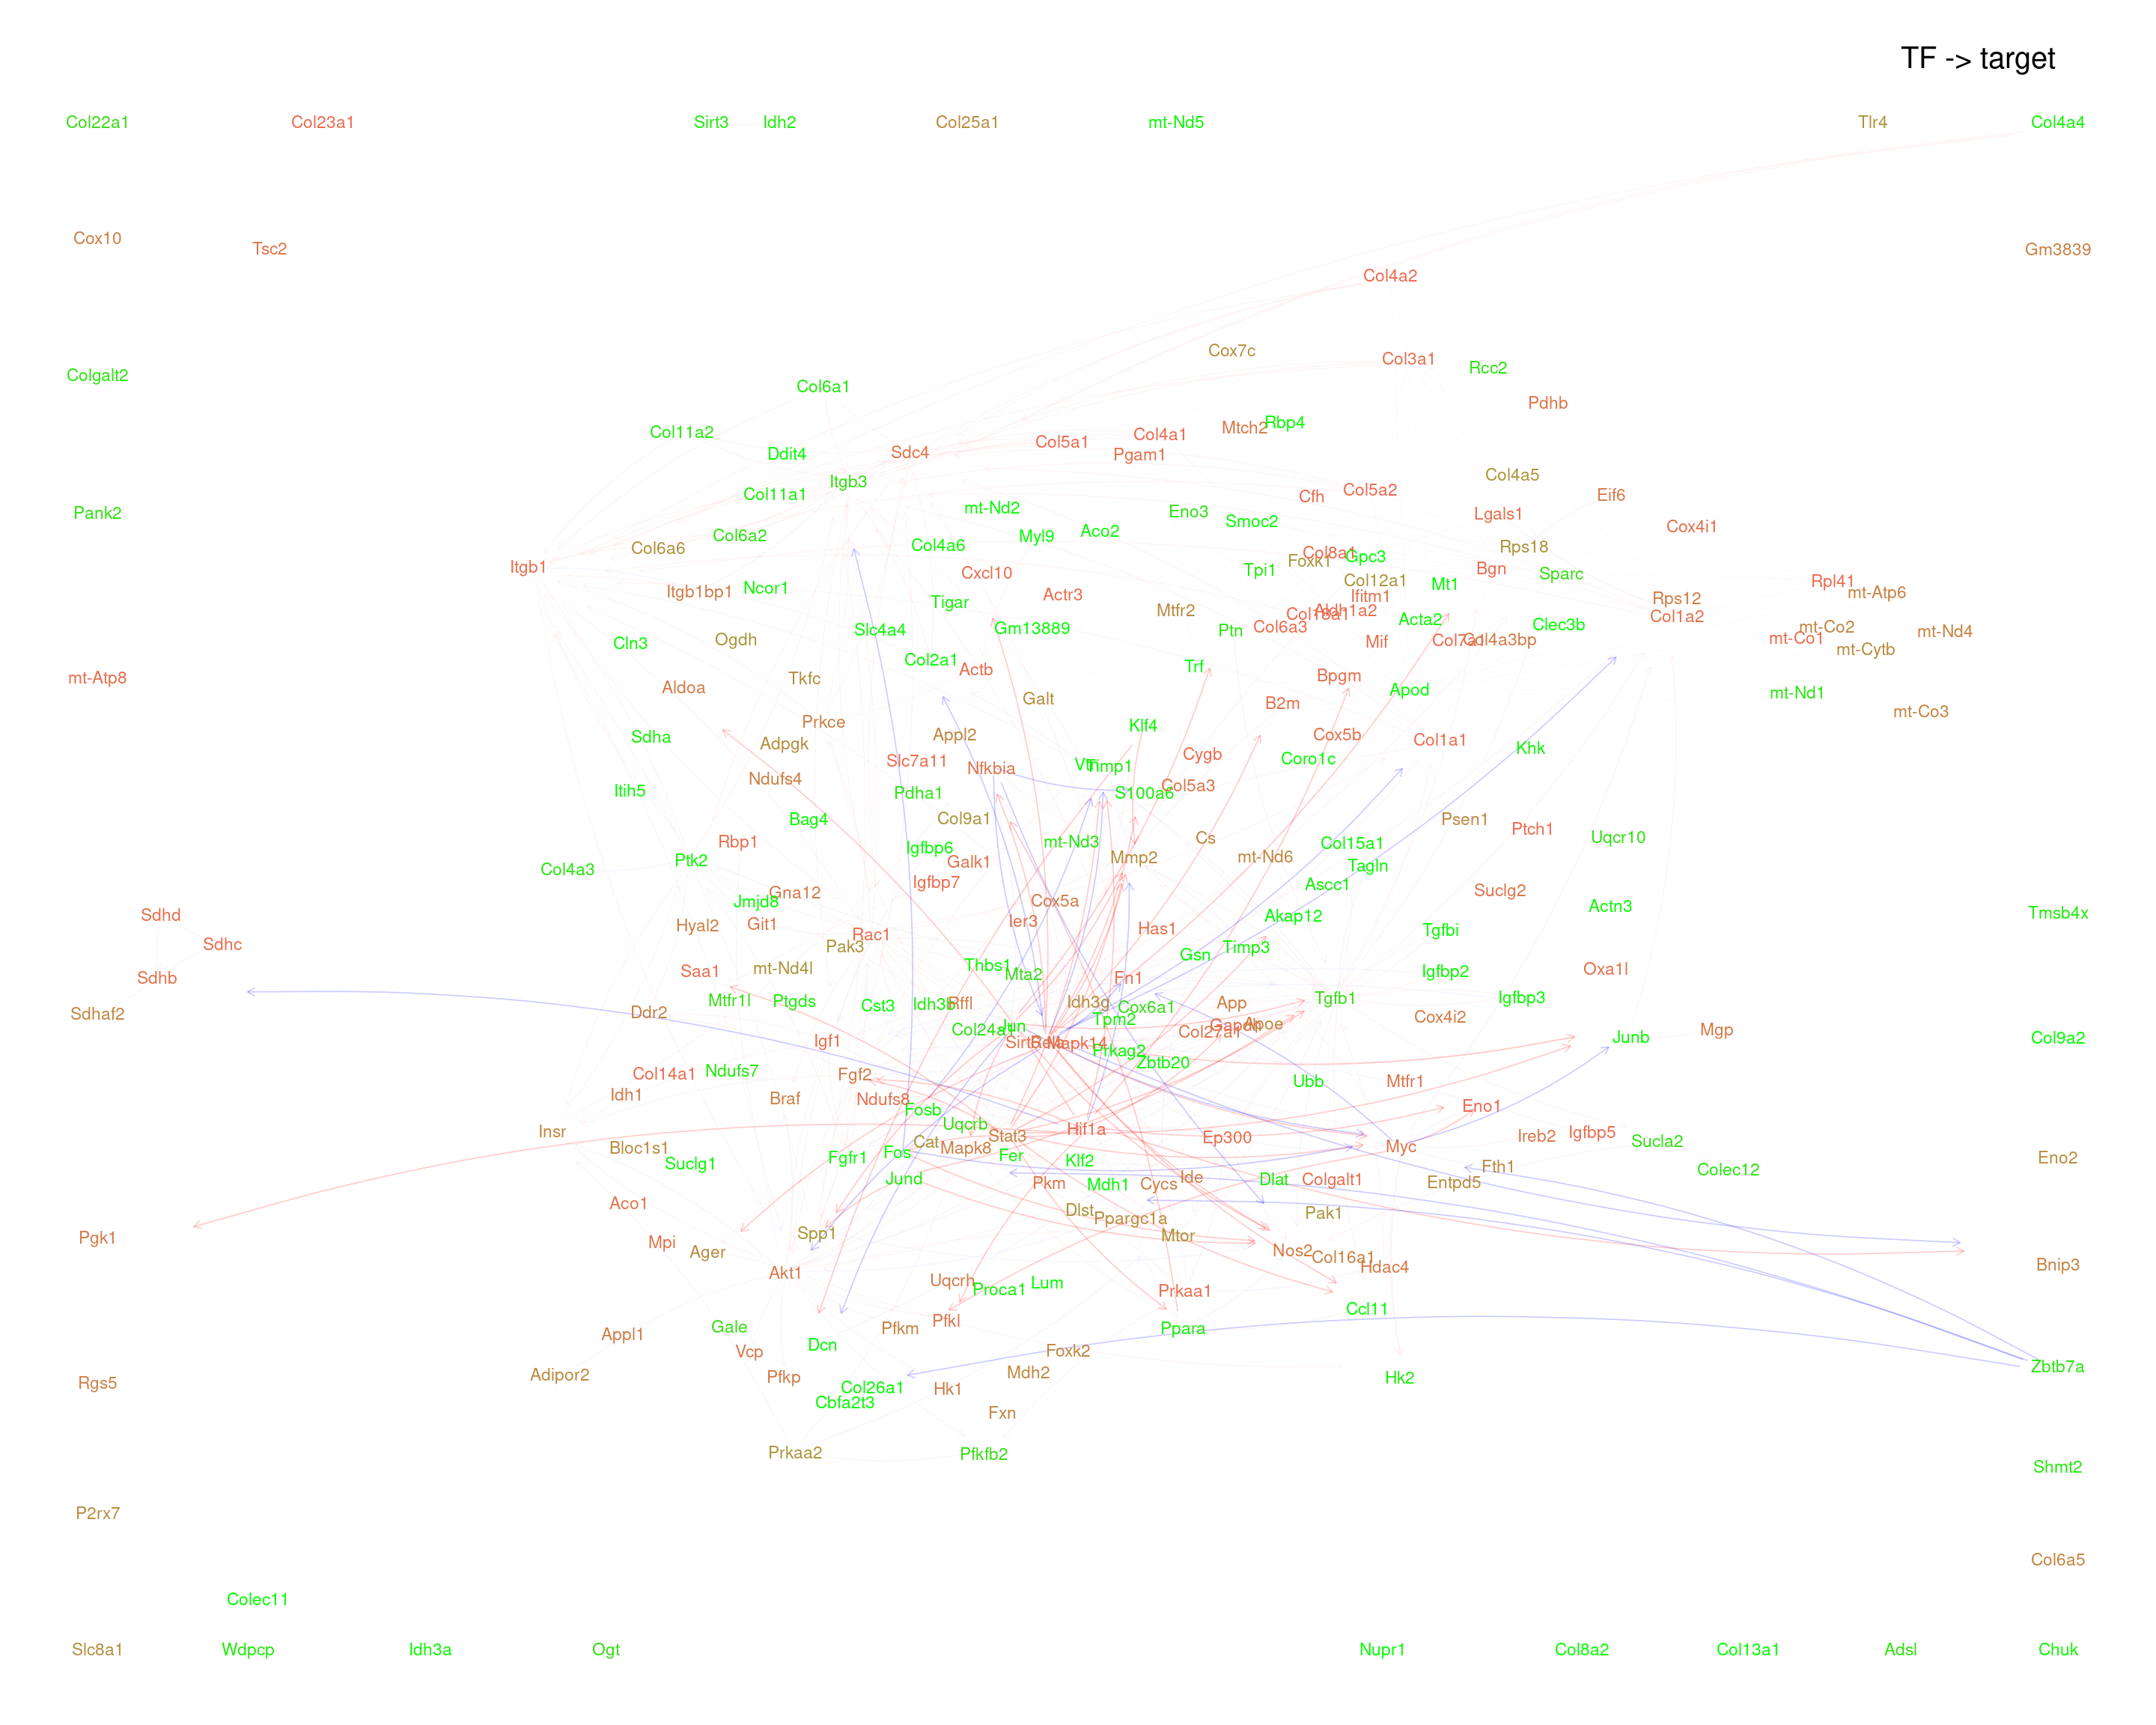 TF -> target
Col22a1
Col23a1
Sirt3
Idh2
Col25a1
mt-Nd5
Tlr4
Col4a4
Cox10
Tsc2
Gm3839
Col4a2
Cox7c
Col3a1
Rcc2
Colgalt2
Col6a1
Pdhb
Col11a2
Mtch2
Rbp4
Ddit4
Sdc4
Col5a1
Col4a1
Pgam1
Itgb3
Col4a5
Col11a1
Cfh
Col5a2
Eif6
Pank2
mt-Nd2
Eno3
Smoc2
Lgals1
Cox4i1
Col6a2
Myl9
Aco2
Col6a6
Col4a6
Foxk1
Col8a1
Gpc3
Rps18
Itgb1
Cxcl10
Tpi1
Col12a1
Bgn
Sparc
Itgb1bp1
Ncor1
Actr3
Mt1
Rpl41
mt-Atp6
Tigar
Mtfr2
Ifitm1
Rps12
Col18a1
Aldh1a2
Col1a2
Slc4a4
Gm13889
Ptn
Col6a3
Acta2
Clec3b
mt-Co2
mt-Nd4
Cln3
Ogdh
Mif
Col7a1
Col4a3bp
mt-Co1
mt-Cytb
Col2a1
Actb
Trf
mt-Atp8
Aldoa
Tkfc
Bpgm
Apod
mt-Nd1
Galt
B2m
mt-Co3
Prkce
Klf4
Sdha
Adpgk
Appl2
Cox5b
Col1a1
Khk
Slc7a11
Nfkbia
Vtn
Timp1
Cygb
Coro1c
Ndufs4
Itih5
Pdha1
S100a6
Col5a3
Bag4
Col9a1
Psen1
Rbp1
Igfbp6
mt-Nd3
Cs
Col15a1
Ptch1
Uqcr10
Col4a3
Ptk2
Galk1
Mmp2
mt-Nd6
Tagln
Gna12
Igfbp7
Ascc1
Suclg2
Jmjd8
Cox5a
Actn3
Tmsb4x
Sdhd
Hyal2
Git1
Ier3
Has1
Akap12
Tgfbi
Sdhc
Rac1
Pak3
Timp3
Gsn
Saa1
mt-Nd4l
Thbs1
Mta2
Fn1
Igfbp2
Oxa1l
Sdhb
Mtfr1l
Ptgds
Cst3
Idh3b
Rffl
Idh3g
Cox6a1
App
Tgfb1
Igfbp3
Sdhaf2
Ddr2
Col24a1
Jun
Tpm2
Col27a1
Gapdh
Apoe
Cox4i2
Mgp
Igf1
Sirt6
Rela
Mapk14
Prkag2
Junb
Col9a2
Col14a1
Ndufs7
Fgf2
Zbtb20
Ubb
Mtfr1
Idh1
Braf
Ndufs8
Fosb
Eno1
Insr
Uqcrb
Stat3
Hif1a
Ep300
Ireb2
Igfbp5
Bloc1s1
Cat
Mapk8
Myc
Sucla2
Suclg1
Fgfr1
Fos
Fer
Klf2
Fth1
Colec12
Eno2
Jund
Pkm
Mdh1
Cycs
Ide
Dlat
Colgalt1
Entpd5
Aco1
Dlst
Ppargc1a
Pak1
Pgk1
Mpi
Ager
Spp1
Mtor
Nos2
Col16a1
Hdac4
Bnip3
Akt1
Uqcrh
Proca1
Lum
Prkaa1
Ccl11
Appl1
Gale
Dcn
Pfkm
Pfkl
Ppara
Vcp
Foxk2
Adipor2
Pfkp
Mdh2
Zbtb7a
Rgs5
Col26a1
Hk1
Hk2
Cbfa2t3
Fxn
Prkaa2
Pfkfb2
Shmt2
P2rx7
Col6a5
Colec11
Slc8a1
Wdpcp
Idh3a
Ogt
Nupr1
Col8a2
Col13a1
Adsl
Chuk